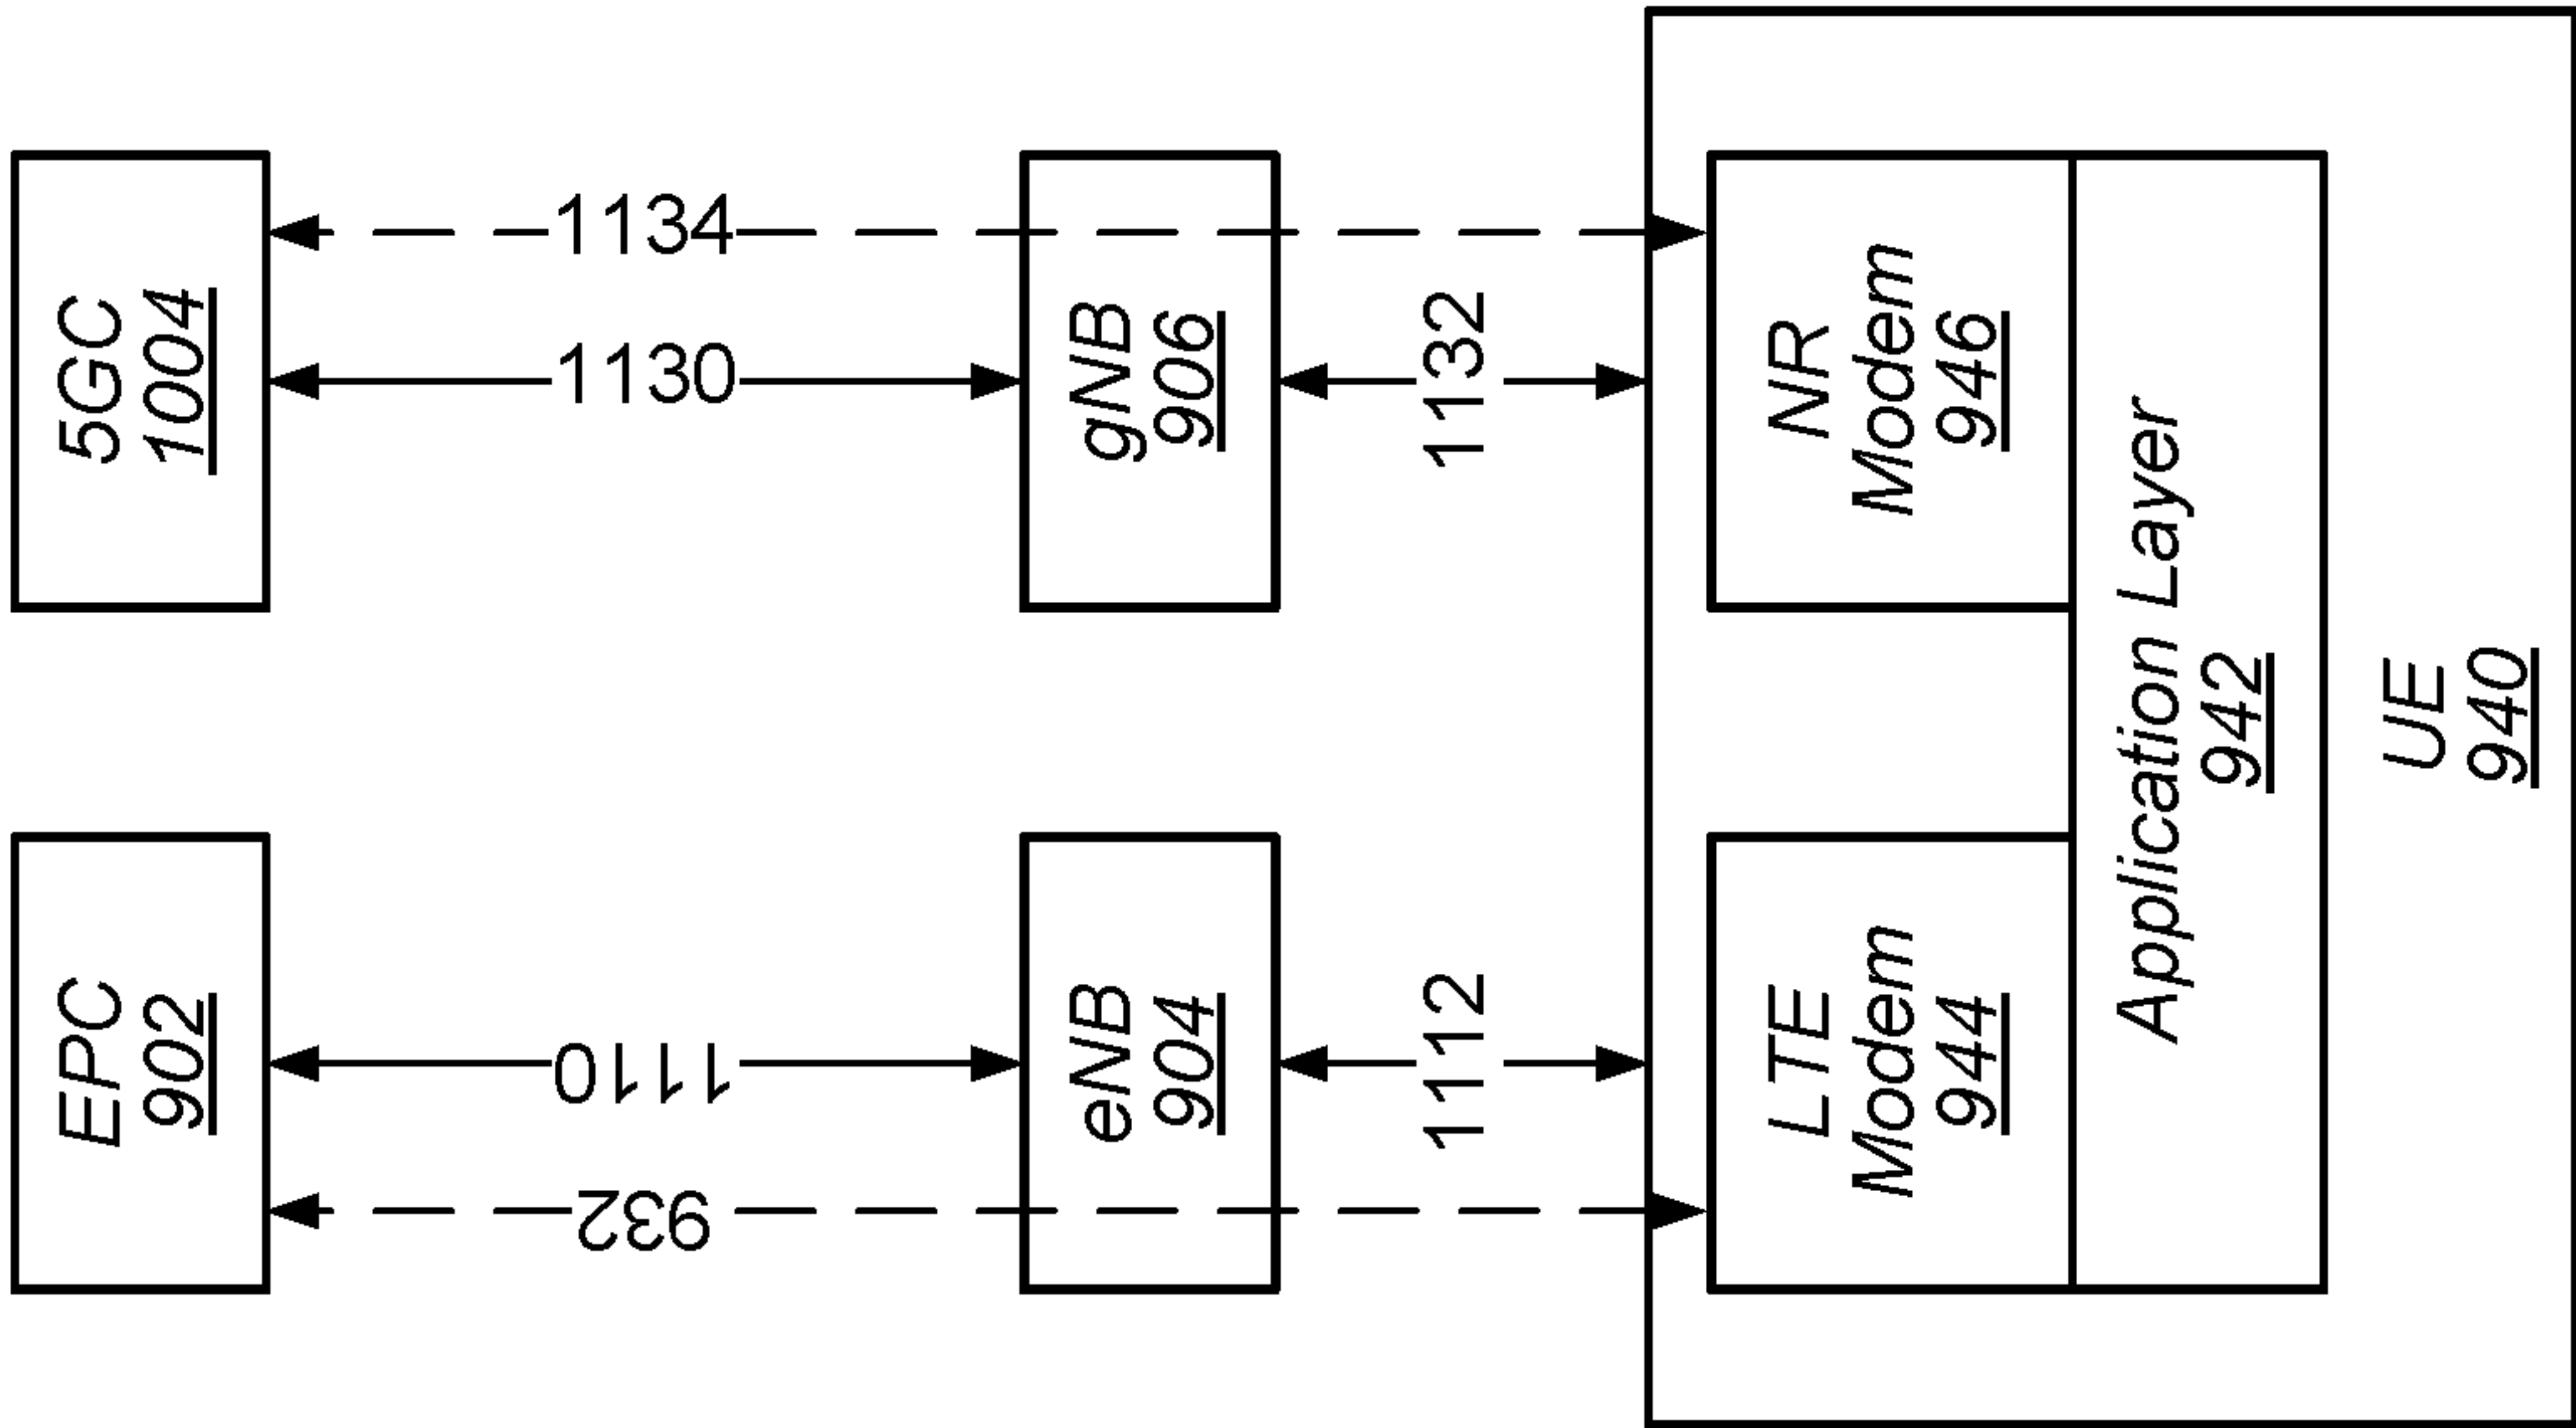 EPC
902
5GC
1004
932
1110
1130
1134
eNB
904
gNB
906
1112
1132
LTE
Modem
944
NR
Modem
946
Application Layer
942
UE
940